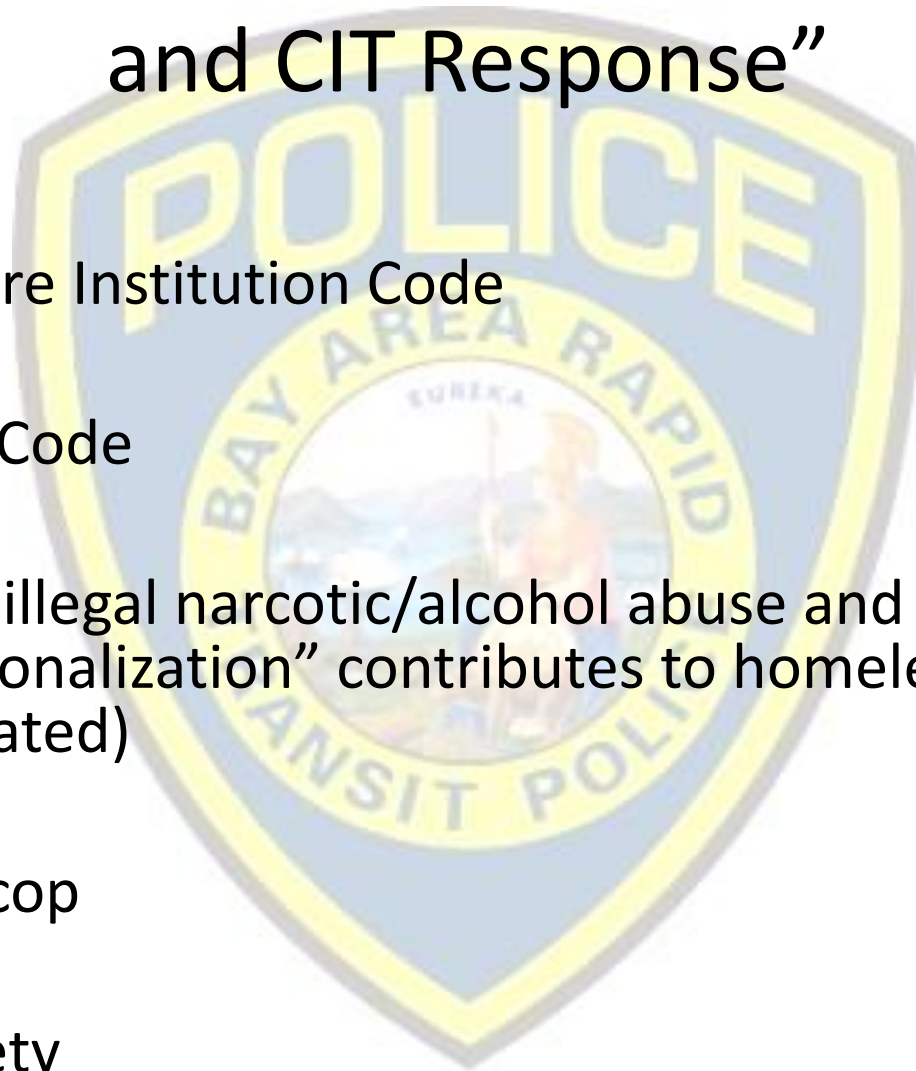 and CIT Response”
POLICE
re Institution Code
BAY AREA RAPID
EUREKA
Code
illegal narcotic/alcohol abuse and
onalization” contributes to homele
ated)
TRANSIT POLICE
cop
ety